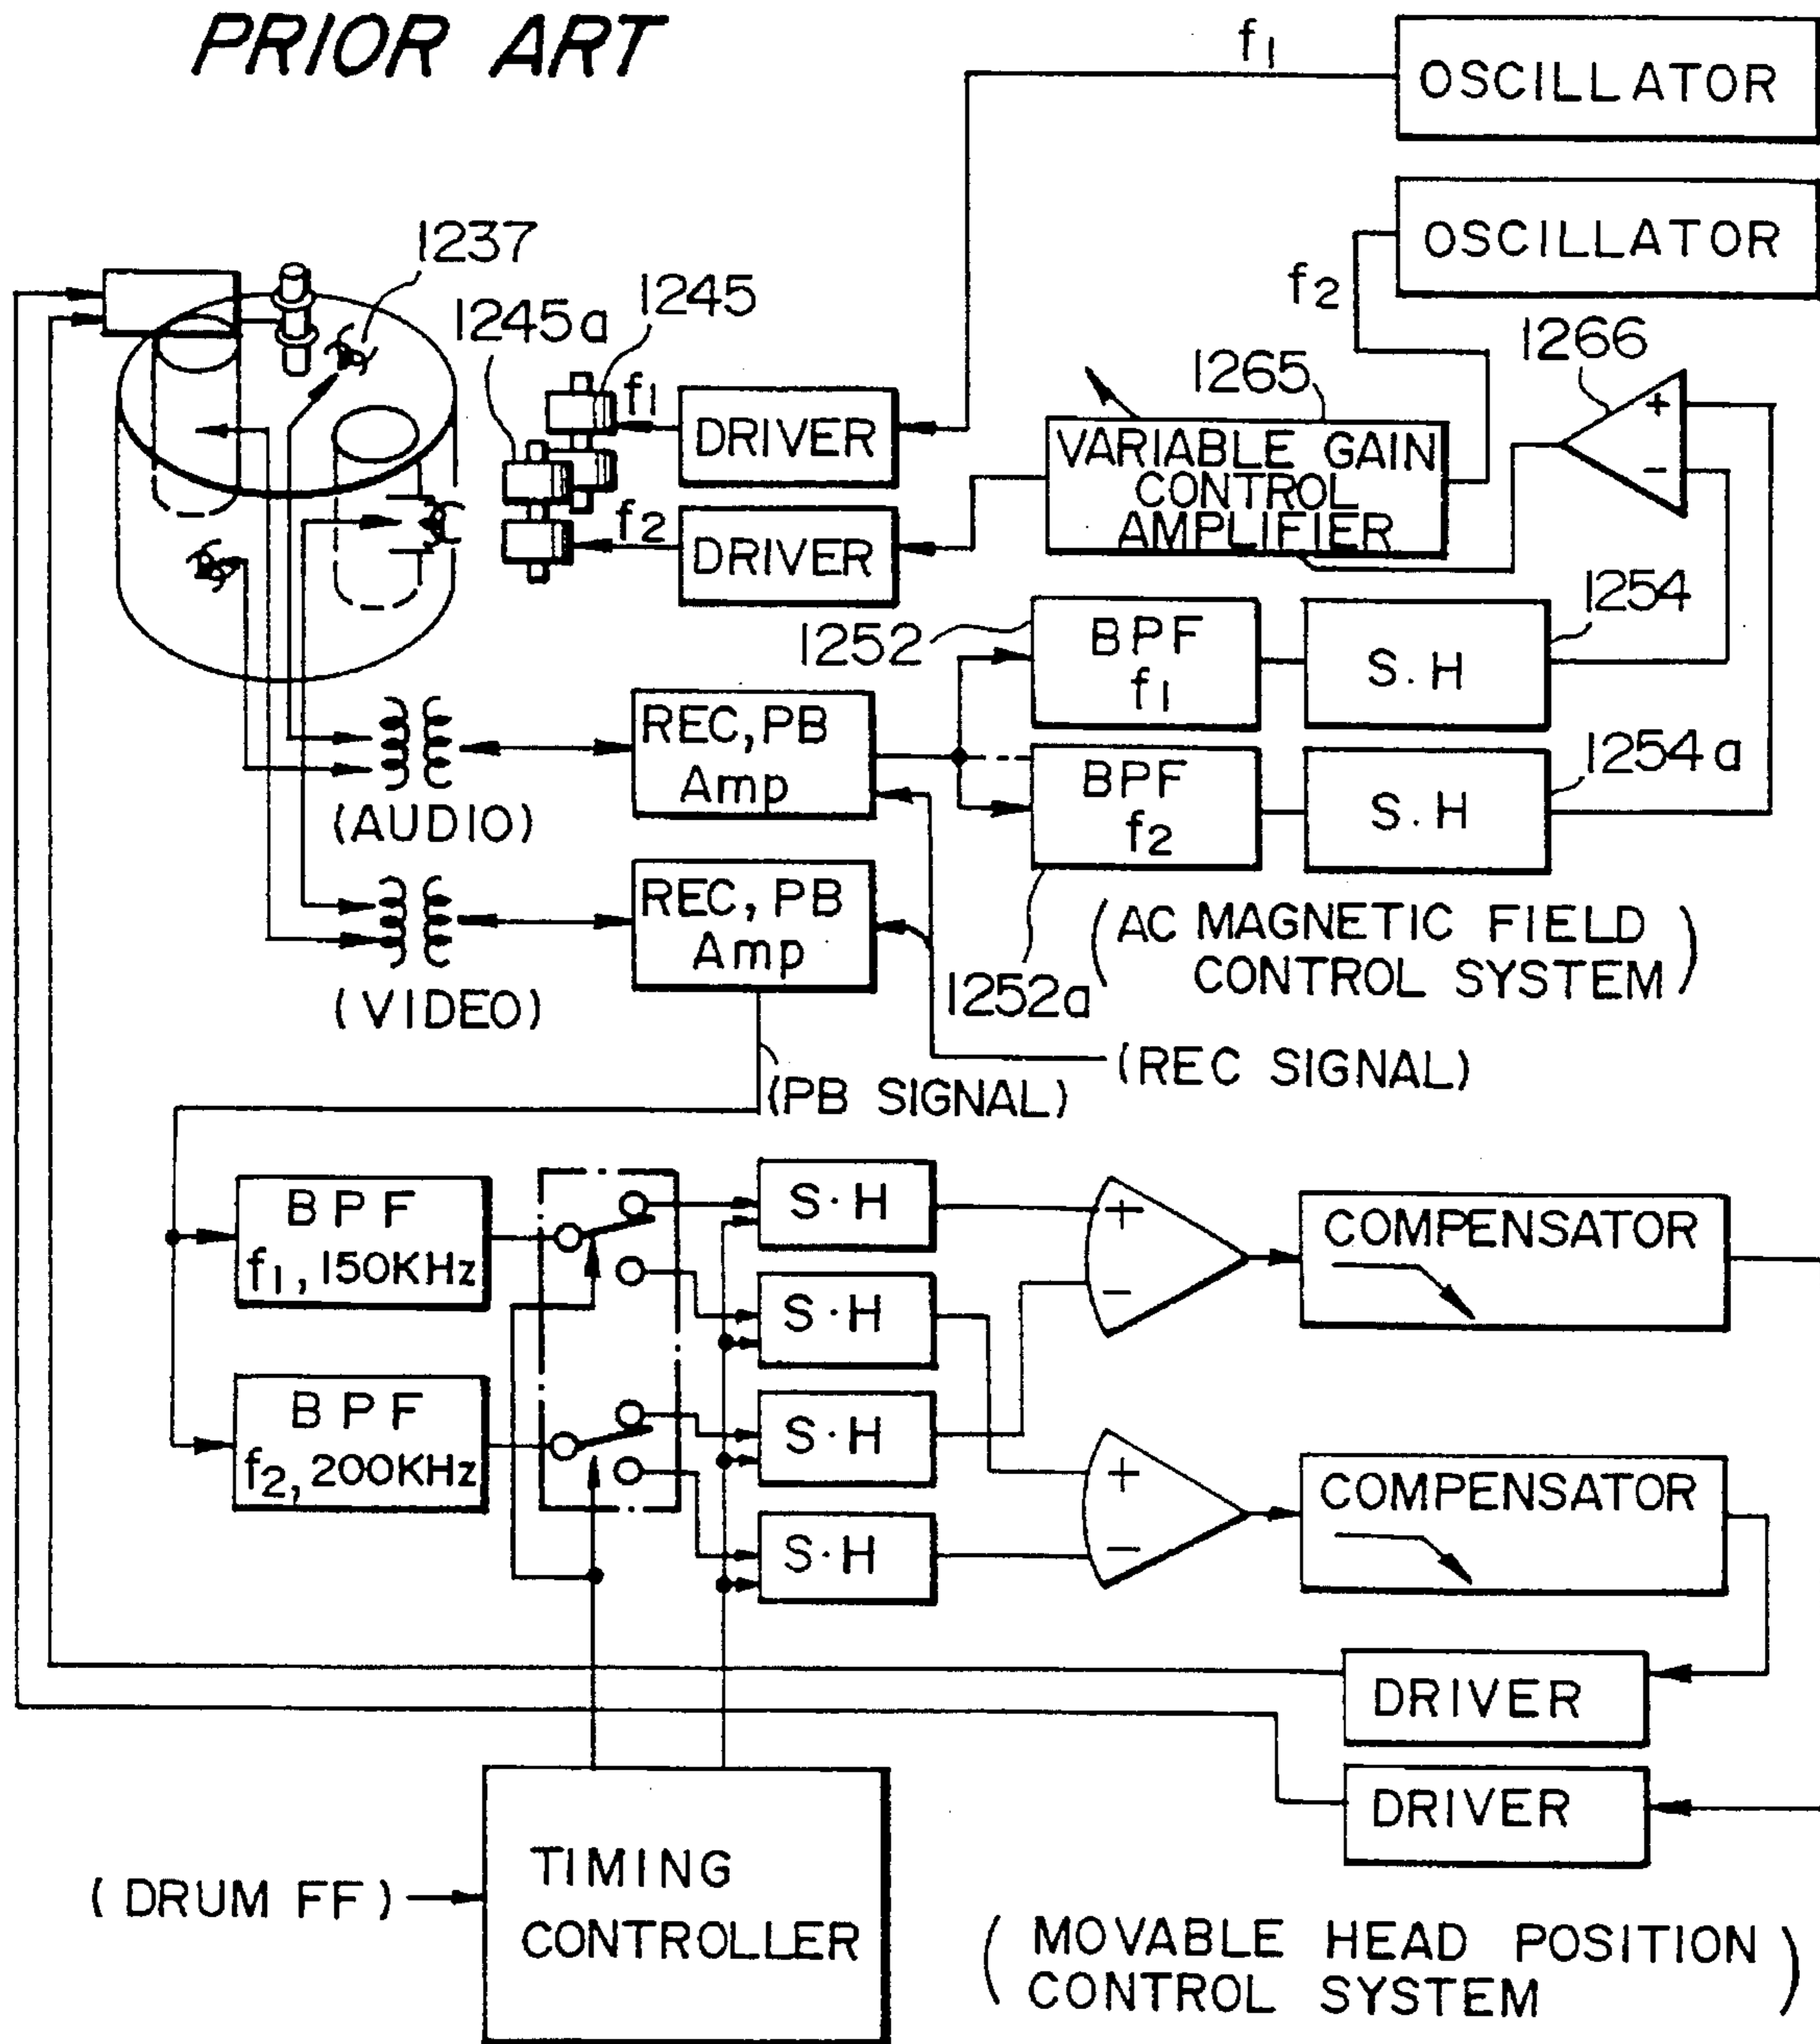 PRIOR ART
f1
OSCILLATOR
OSCILLATOR
f2
1237
1245
1245a
1266
1265
f1
DRIVER
VARIABLE GAIN
CONTROL
AMPLIFIER
+
−
f2
DRIVER
1254
1252
BPF
f1
S.H
REC, PB
Amp
1254a
BPF
f2
S.H
(AUDIO)
REC, PB
Amp
(AC MAGNETIC FIELD
CONTROL SYSTEM)
1252a
(VIDEO)
(REC SIGNAL)
(PB SIGNAL)
BPF
f1, 150KHz
S·H
+
−
COMPENSATOR
S·H
BPF
f2, 200KHz
S·H
+
−
COMPENSATOR
S·H
DRIVER
DRIVER
(DRUM FF)
TIMING
CONTROLLER
(MOVABLE HEAD POSITION
CONTROL SYSTEM)